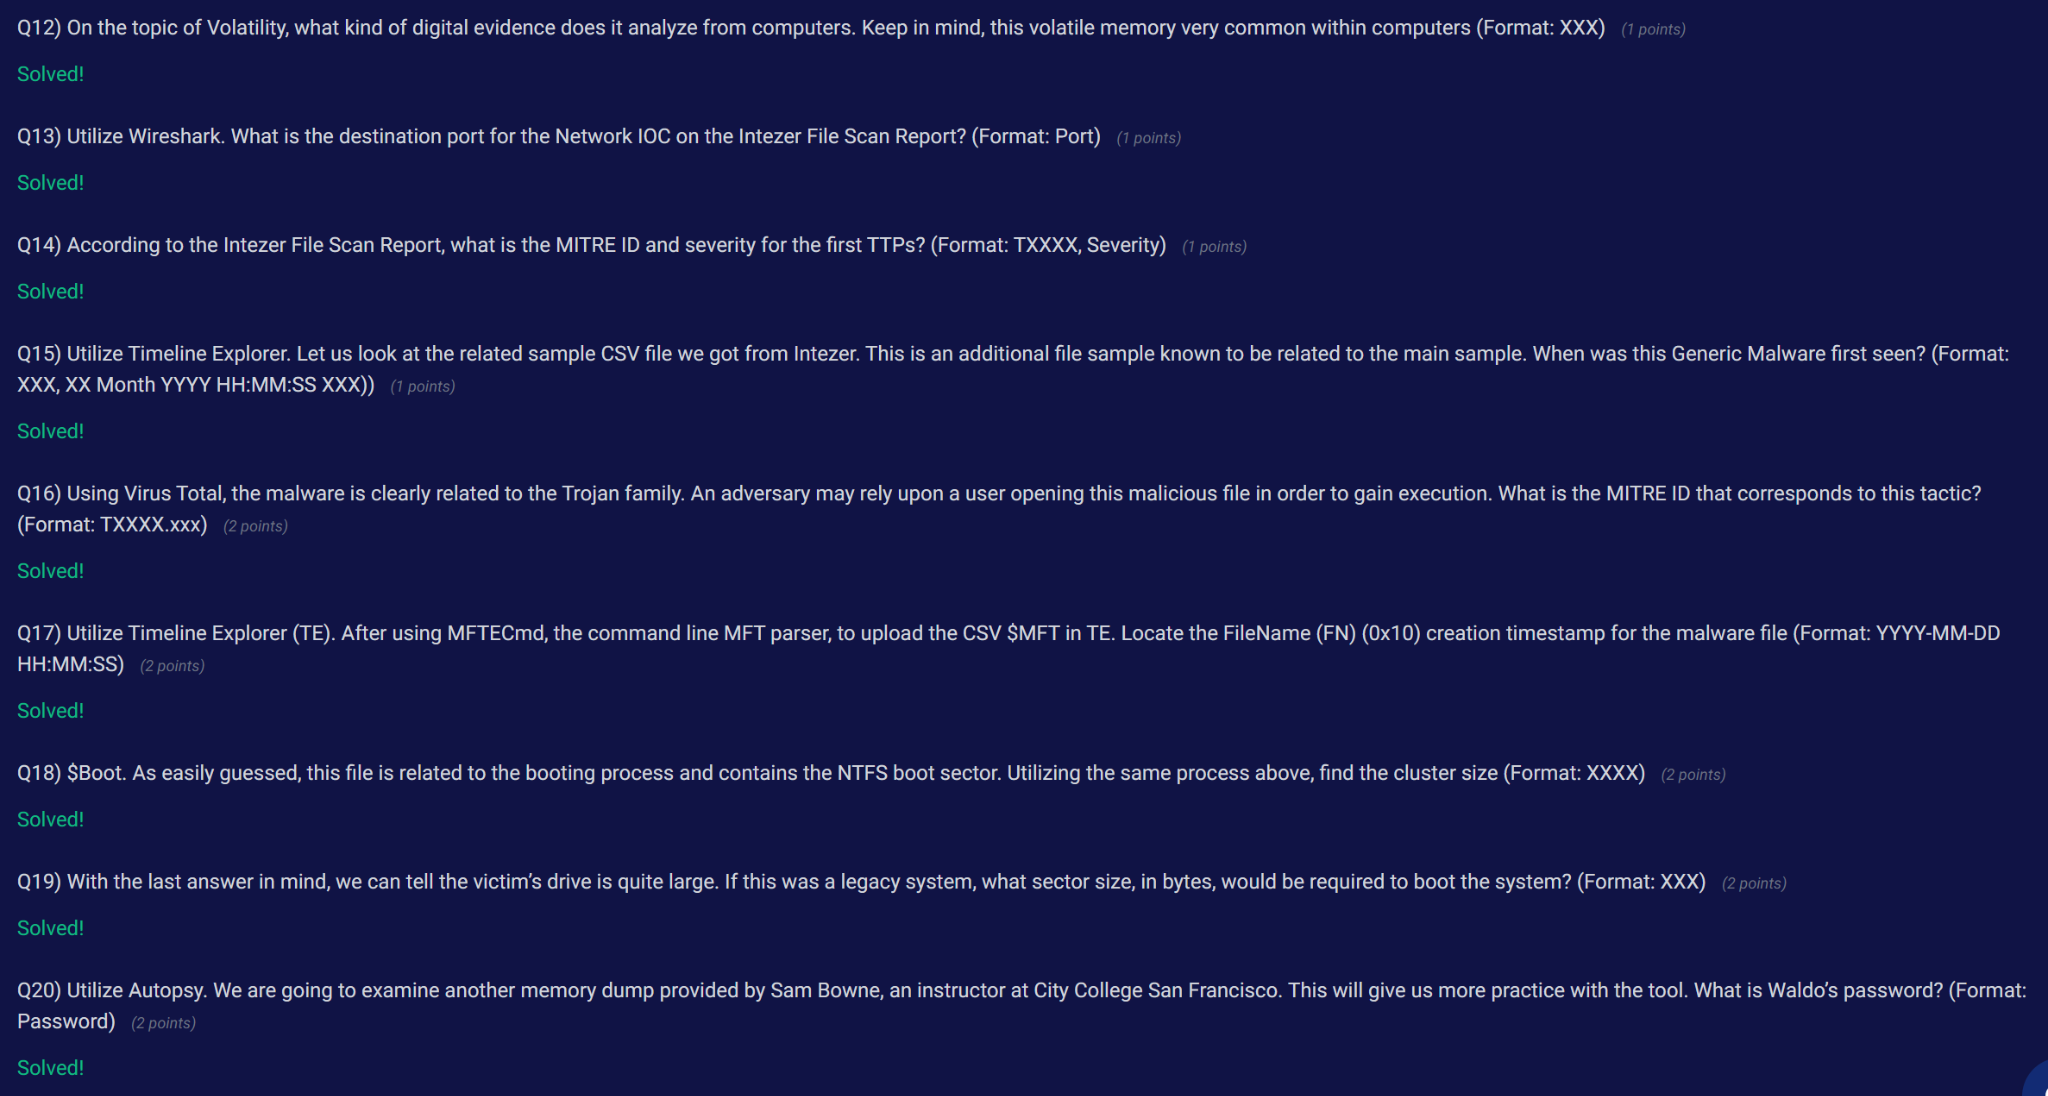 Q12) On the topic of Volatility, what kind of digital evidence does it analyze from computers. Keep in mind, this volatile memory very common within computers (Format: XXX) (1 points)
Solved!
Q13) Utilize Wireshark. What is the destination port for the Network IOC on the Intezer File Scan Report? (Format: Port) (1 points)
Solved!
Q14) According to the Intezer File Scan Report, what is the MITRE ID and severity for the first TTPs? (Format: TXXXX, Severity) (1 points)
Solved!
Q15) Utilize Timeline Explorer. Let us look at the related sample CSV file we got from Intezer. This is an additional file sample known to be related to the main sample. When was this Generic Malware first seen? (Format:
XXX, XX Month YYYY HH:MM:SS XXX)) (1 points)
Solved!
Q16) Using Virus Total, the malware is clearly related to the Trojan family. An adversary may rely upon a user opening this malicious file in order to gain execution. What is the MITRE ID that corresponds to this tactic?
(Format: TXXXX.xxx) (2 points)
Solved!
Q17) Utilize Timeline Explorer (TE). After using MFTECmd, the command line MFT parser, to upload the CSV $MFT in TE. Locate the FileName (FN) (0x10) creation timestamp for the malware file (Format: YYYY-MM-DD
HH:MM:SS) (2 points)
Solved!
Q18) $Boot. As easily guessed, this file is related to the booting process and contains the NTFS boot sector. Utilizing the same process above, find the cluster size (Format: XXXX) (2 points)
Solved!
Q19) With the last answer in mind, we can tell the victim’s drive is quite large. If this was a legacy system, what sector size, in bytes, would be required to boot the system? (Format: XXX) (2 points)
Solved!
Q20) Utilize Autopsy. We are going to examine another memory dump provided by Sam Bowne, an instructor at City College San Francisco. This will give us more practice with the tool. What is Waldo’s password? (Format:
Password) (2 points)
Solved!